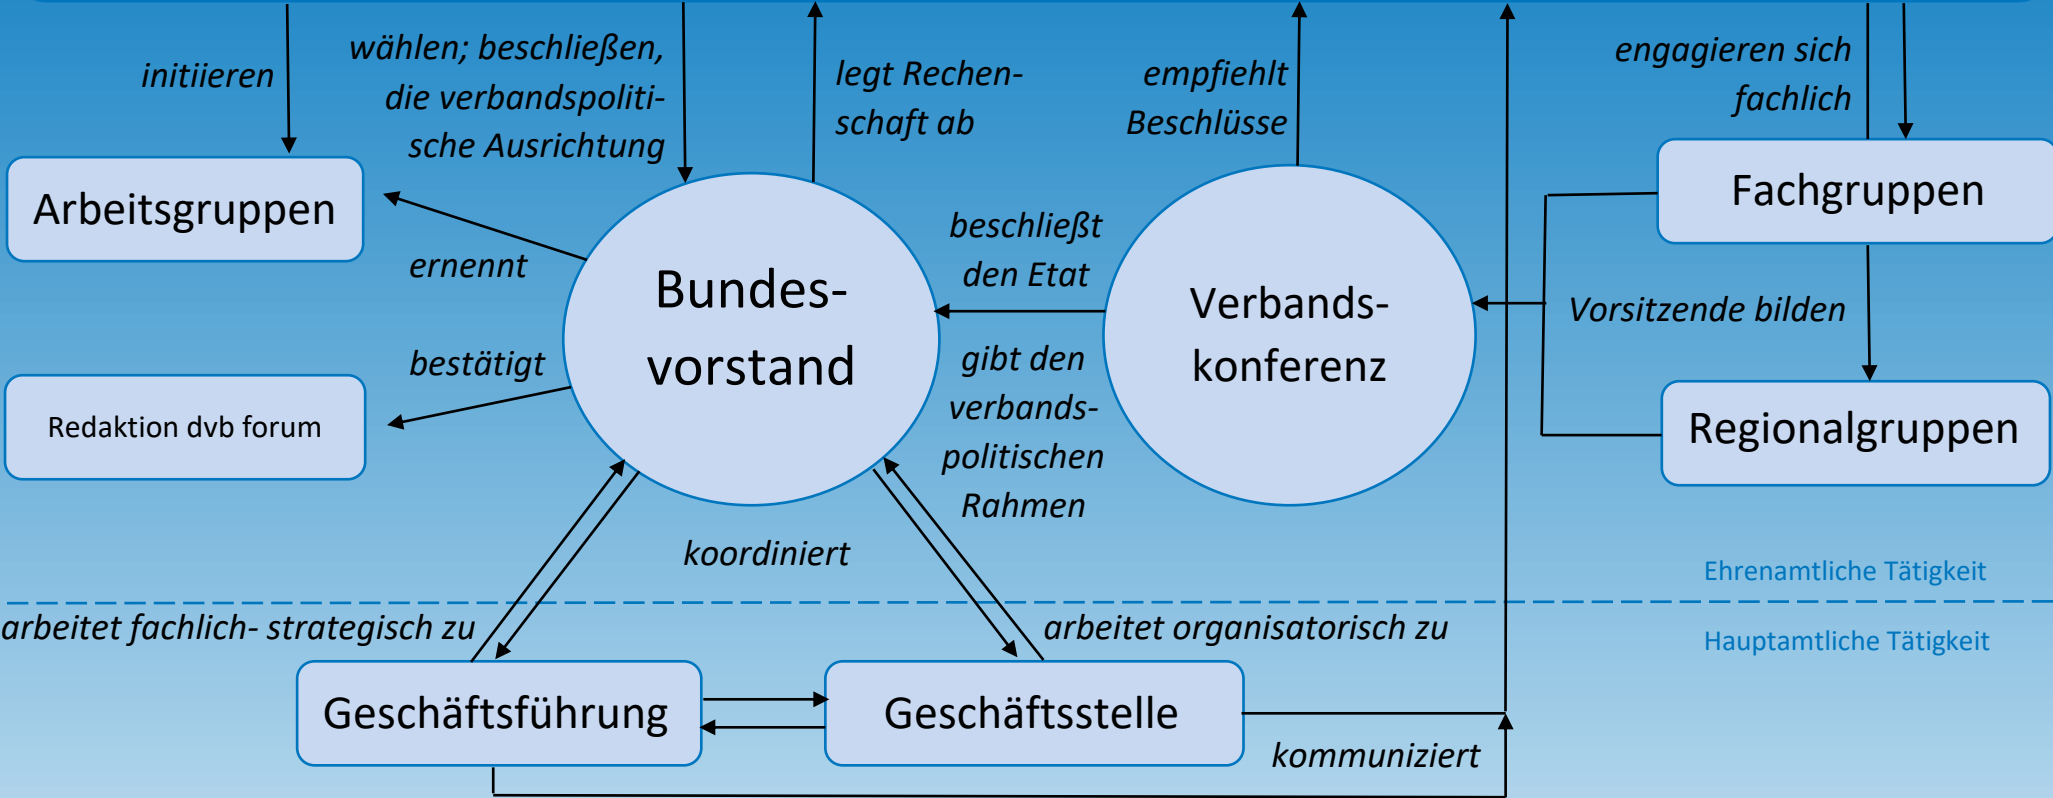 initiieren
wählen; beschließen,
die verbandspoliti-
sche Ausrichtung
legt Rechen-
schaft ab
empfiehlt
Beschlüsse
engagieren sich
fachlich
Arbeitsgruppen
ernennt
bestätigt
Redaktion dvb forum
Bundes-
vorstand
beschließt
den Etat
gibt den
verbands-
politischen
Rahmen
Verbands-
konferenz
Fachgruppen
Vorsitzende bilden
Regionalgruppen
koordiniert
Ehrenamtliche Tätigkeit
arbeitet fachlich- strategisch zu
arbeitet organisatorisch zu
Hauptamtliche Tätigkeit
Geschäftsführung
Geschäftsstelle
kommuniziert